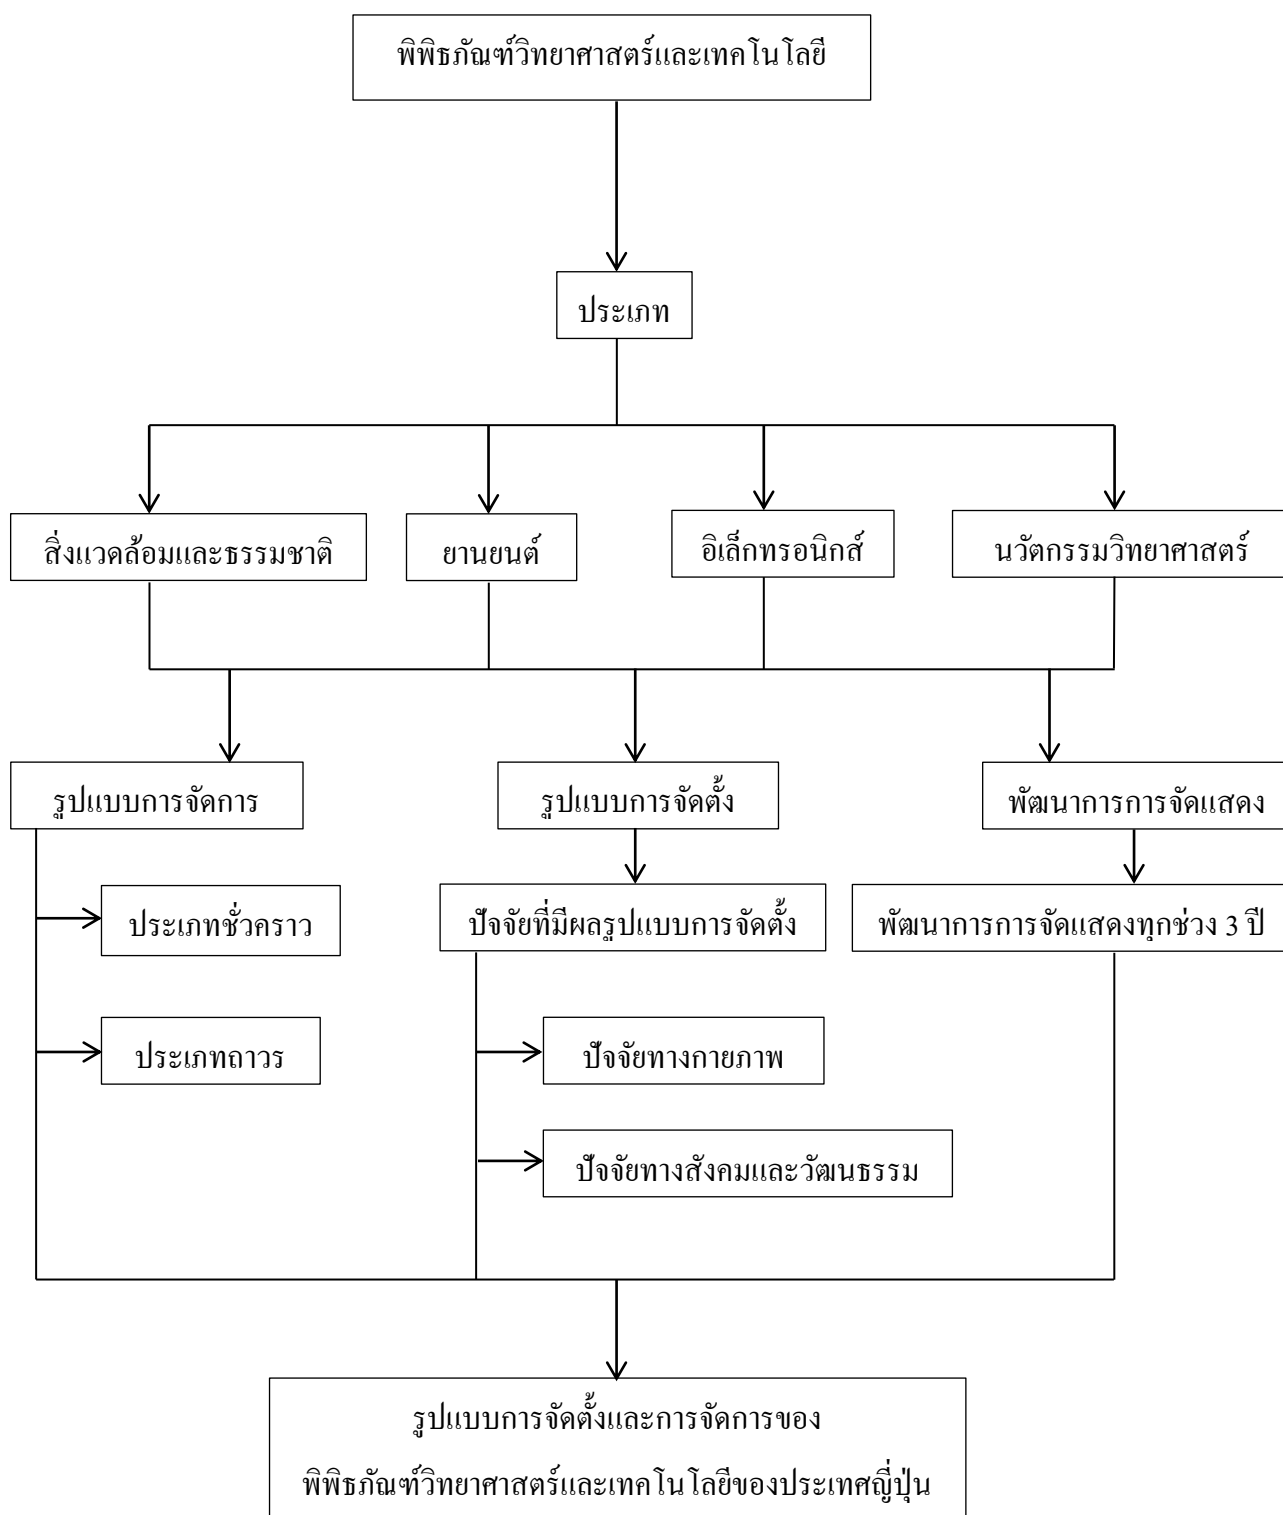 พิพิธภัณฑ์วิทยาศาสตร์และเทคโนโลยี
ประเภท
สิ่งแวดล้อมและธรรมชาติ
ยานยนต์
อิเล็กทรอนิกส์
นวัตกรรมวิทยาศาสตร์
รูปแบบการจัดการ
รูปแบบการจัดตั้ง
พัฒนาการการจัดแสดง
ประเภทชั่วคราว
ปัจจัยที่มีผลรูปแบบการจัดตั้ง
พัฒนาการการจัดแสดงทุกช่วง 3 ปี
ประเภทถาวร
ปัจจัยทางกายภาพ
ปัจจัยทางสังคมและวัฒนธรรม
รูปแบบการจัดตั้งและการจัดการของ
พิพิธภัณฑ์วิทยาศาสตร์และเทคโนโลยีของประเทศญี่ปุ่น